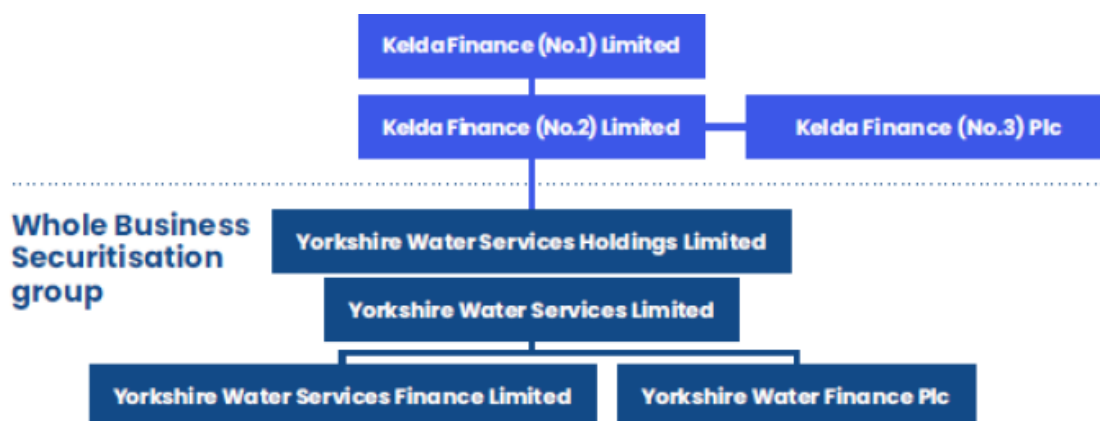 Kelda Finance (No.1) Limited
Kelda Finance (No.2) Limited
Kelda Finance (No.3) Plc
Whole Business
Securitisation
group
Yorkshire Water Services Holdings Limited
Yorkshire Water Services Limited
Yorkshire Water Services Finance Limited
Yorkshire Water Finance Plc